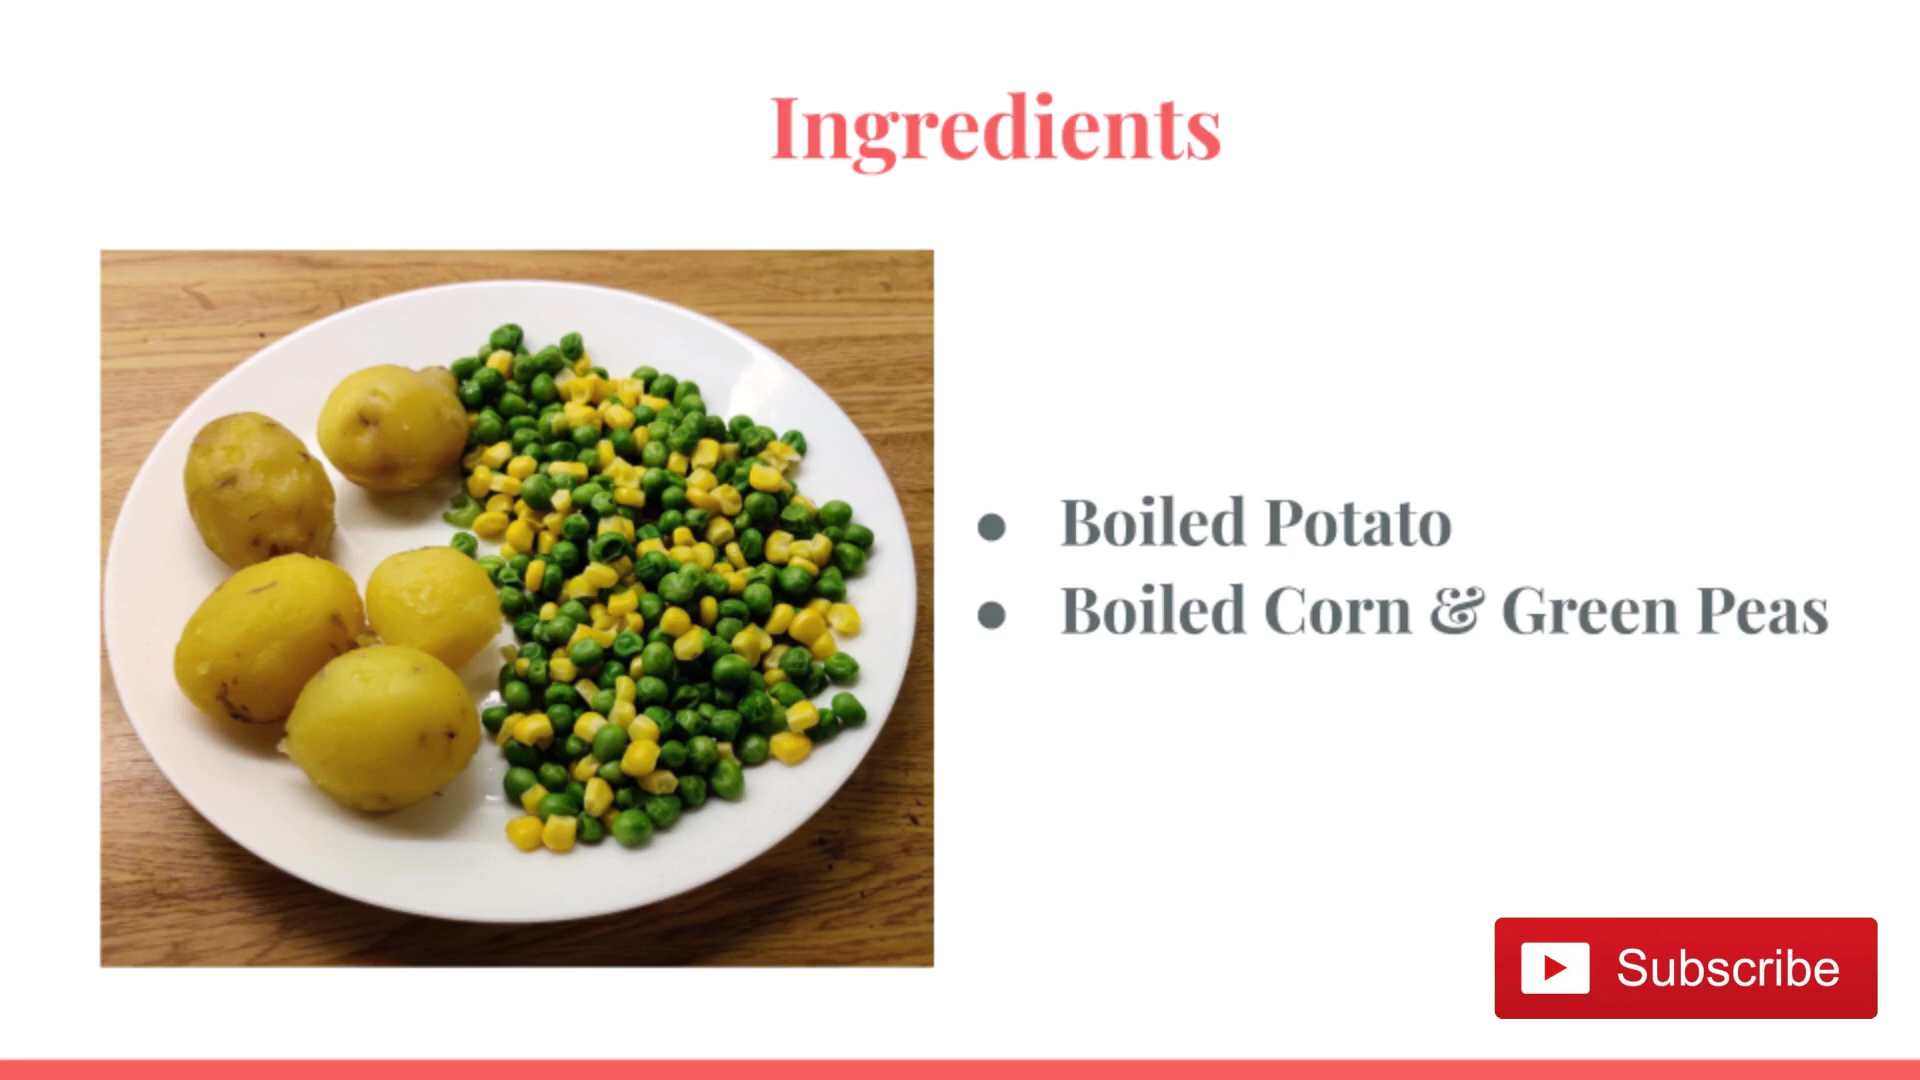 Ingredients
● Boiled Potato
● Boiled Corn & Green Peas
Subscribe